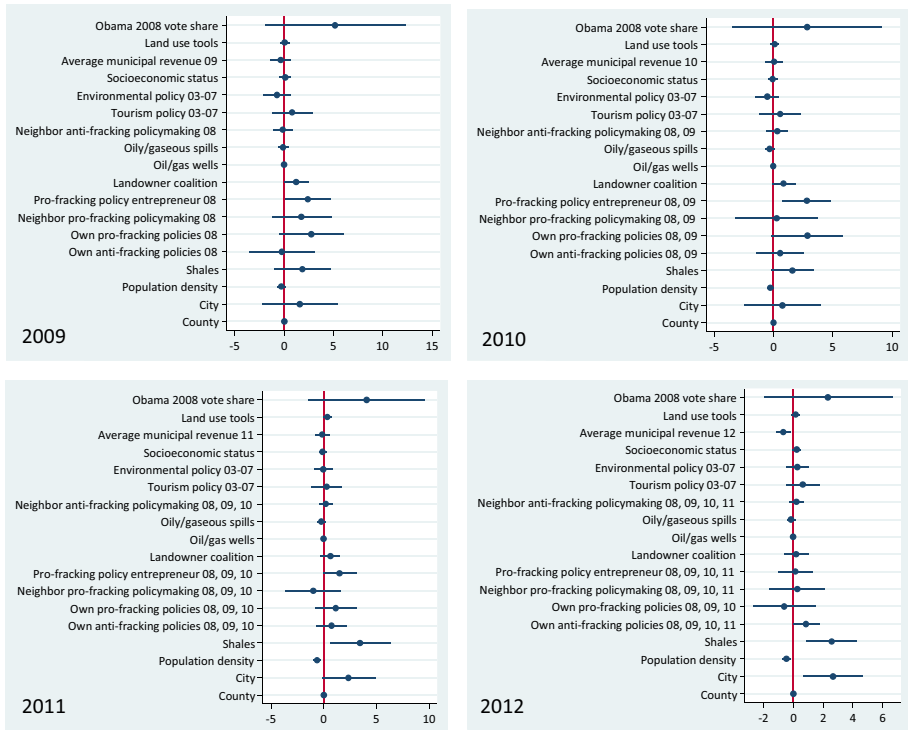 Obama 2008 vote share
Land use tools
Average municipal revenue 09
Socioeconomic status
Environmental policy 03-07
Tourism policy 03-07
Neighbor anti-fracking policymaking 08
Oily/gaseous spills
Oil/gas wells
Landowner coalition
Pro-fracking policy entrepreneur 08
Neighbor pro-fracking policymaking 08
Own pro-fracking policies 08
Own anti-fracking policies 08
Shales
Population density
City
County
2009
-5 0 5 10 15
Obama 2008 vote share
Land use tools
Average municipal revenue 10
Socioeconomic status
Environmental policy 03-07
Tourism policy 03-07
Neighbor anti-fracking policymaking 08, 09
Oily/gaseous spills
Oil/gas wells
Landowner coalition
Pro-fracking policy entrepreneur 08, 09
Neighbor pro-fracking policymaking 08, 09
Own pro-fracking policies 08, 09
Own anti-fracking policies 08, 09
Shales
Population density
City
County
2010
-5 0 5 10
Obama 2008 vote share
Land use tools
Average municipal revenue 11
Socioeconomic status
Environmental policy 03-07
Tourism policy 03-07
Neighbor anti-fracking policymaking 08, 09, 10
Oily/gaseous spills
Oil/gas wells
Landowner coalition
Pro-fracking policy entrepreneur 08, 09, 10
Neighbor pro-fracking policymaking 08, 09, 10
Own pro-fracking policies 08, 09, 10
Own anti-fracking policies 08, 09, 10
Shales
Population density
City
County
2011
-5 0 5 10
Obama 2008 vote share
Land use tools
Average municipal revenue 12
Socioeconomic status
Environmental policy 03-07
Tourism policy 03-07
Neighbor anti-fracking policymaking 08, 09, 10, 11
Oily/gaseous spills
Oil/gas wells
Landowner coalition
Pro-fracking policy entrepreneur 08, 09, 10, 11
Neighbor pro-fracking policymaking 08, 09, 10, 11
Own pro-fracking policies 08, 09, 10
Own anti-fracking policies 08, 09, 10, 11
Shales
Population density
City
County
2012
-2 0 2 4 6